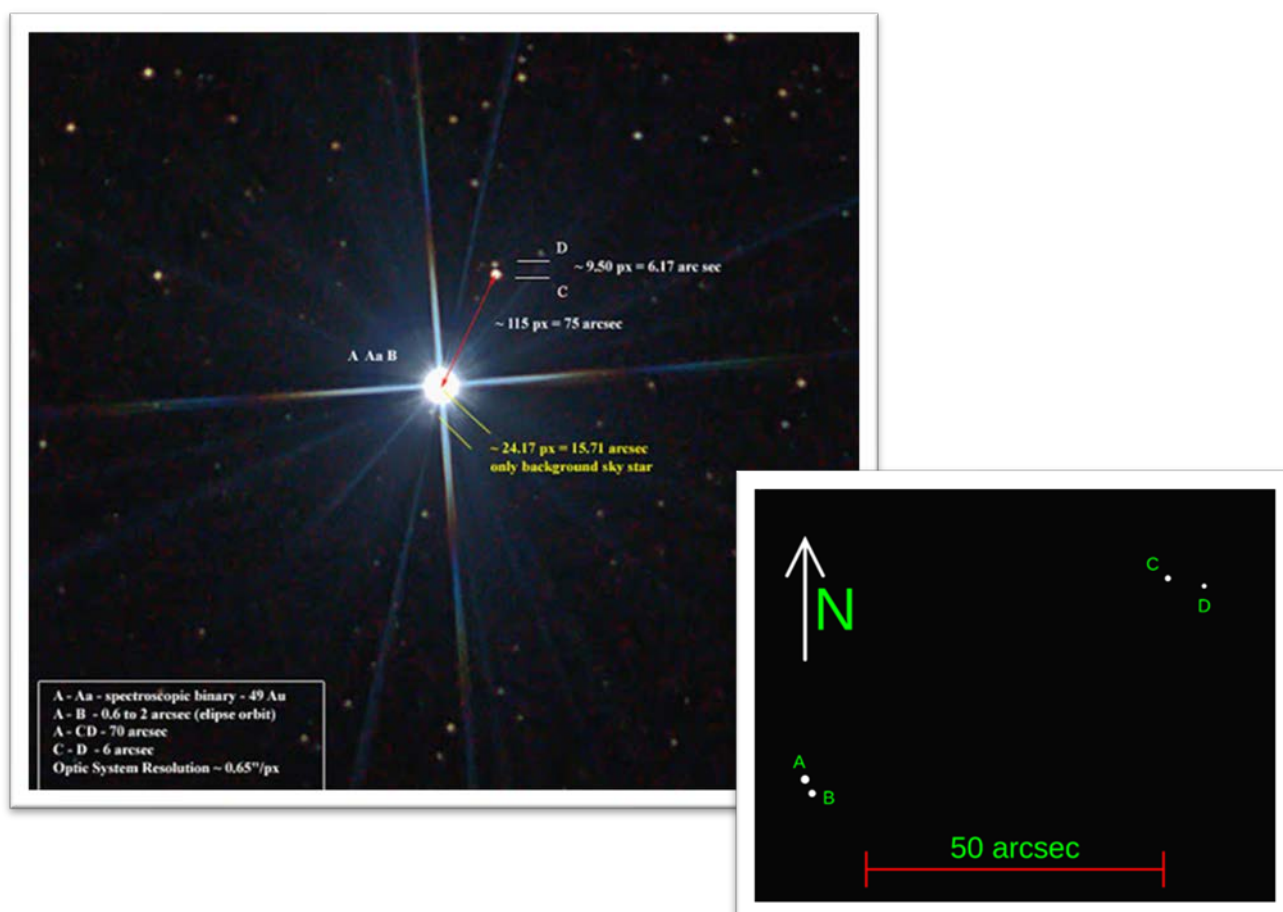 D
~ 9.50 px = 6.17 arc sec
C
~ 115 px = 75 arcsec
A Aa B
~ 24.17 px = 15.71 arcsec
only background sky star
A - Aa - spectroscopic binary - 49 Au
A - B - 0.6 to 2 arcsec (elipse orbit)
A - CD - 70 arcsec
C - D - 6 arcsec
Optic System Resolution ~ 0.65"/px
N
C
D
A
B
50 arcsec